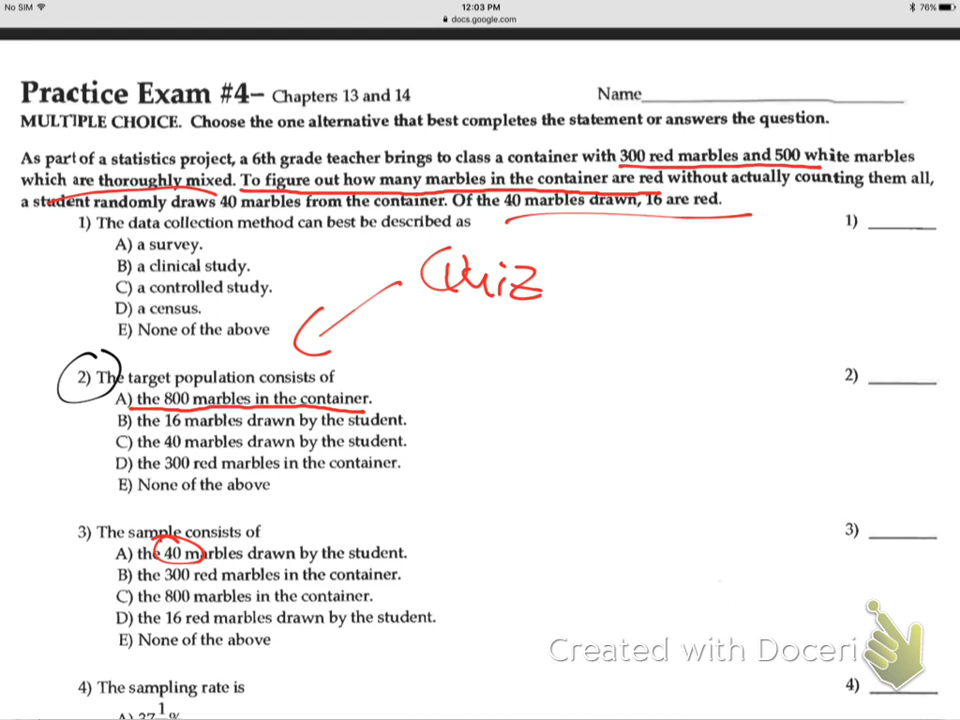 No SIM 12:03 PM 76%
docs.google.com
Practice Exam #4– Chapters 13 and 14 Name
MULTIPLE CHOICE. Choose the one alternative that best completes the statement or answers the question.
As part of a statistics project, a 6th grade teacher brings to class a container with 300 red marbles and 500 white marbles
which are thoroughly mixed. To figure out how many marbles in the container are red without actually counting them all,
a student randomly draws 40 marbles from the container. Of the 40 marbles drawn, 16 are red.
1) The data collection method can best be described as 1)
A) a survey.
B) a clinical study.
C) a controlled study.
D) a census.
E) None of the above
Quiz
2) The target population consists of 2)
A) the 800 marbles in the container.
B) the 16 marbles drawn by the student.
C) the 40 marbles drawn by the student.
D) the 300 red marbles in the container.
E) None of the above
3) The sample consists of 3)
A) the 40 marbles drawn by the student.
B) the 300 red marbles in the container.
C) the 800 marbles in the container.
D) the 16 red marbles drawn by the student.
E) None of the above
Created with Doceri
4) The sampling rate is 4)